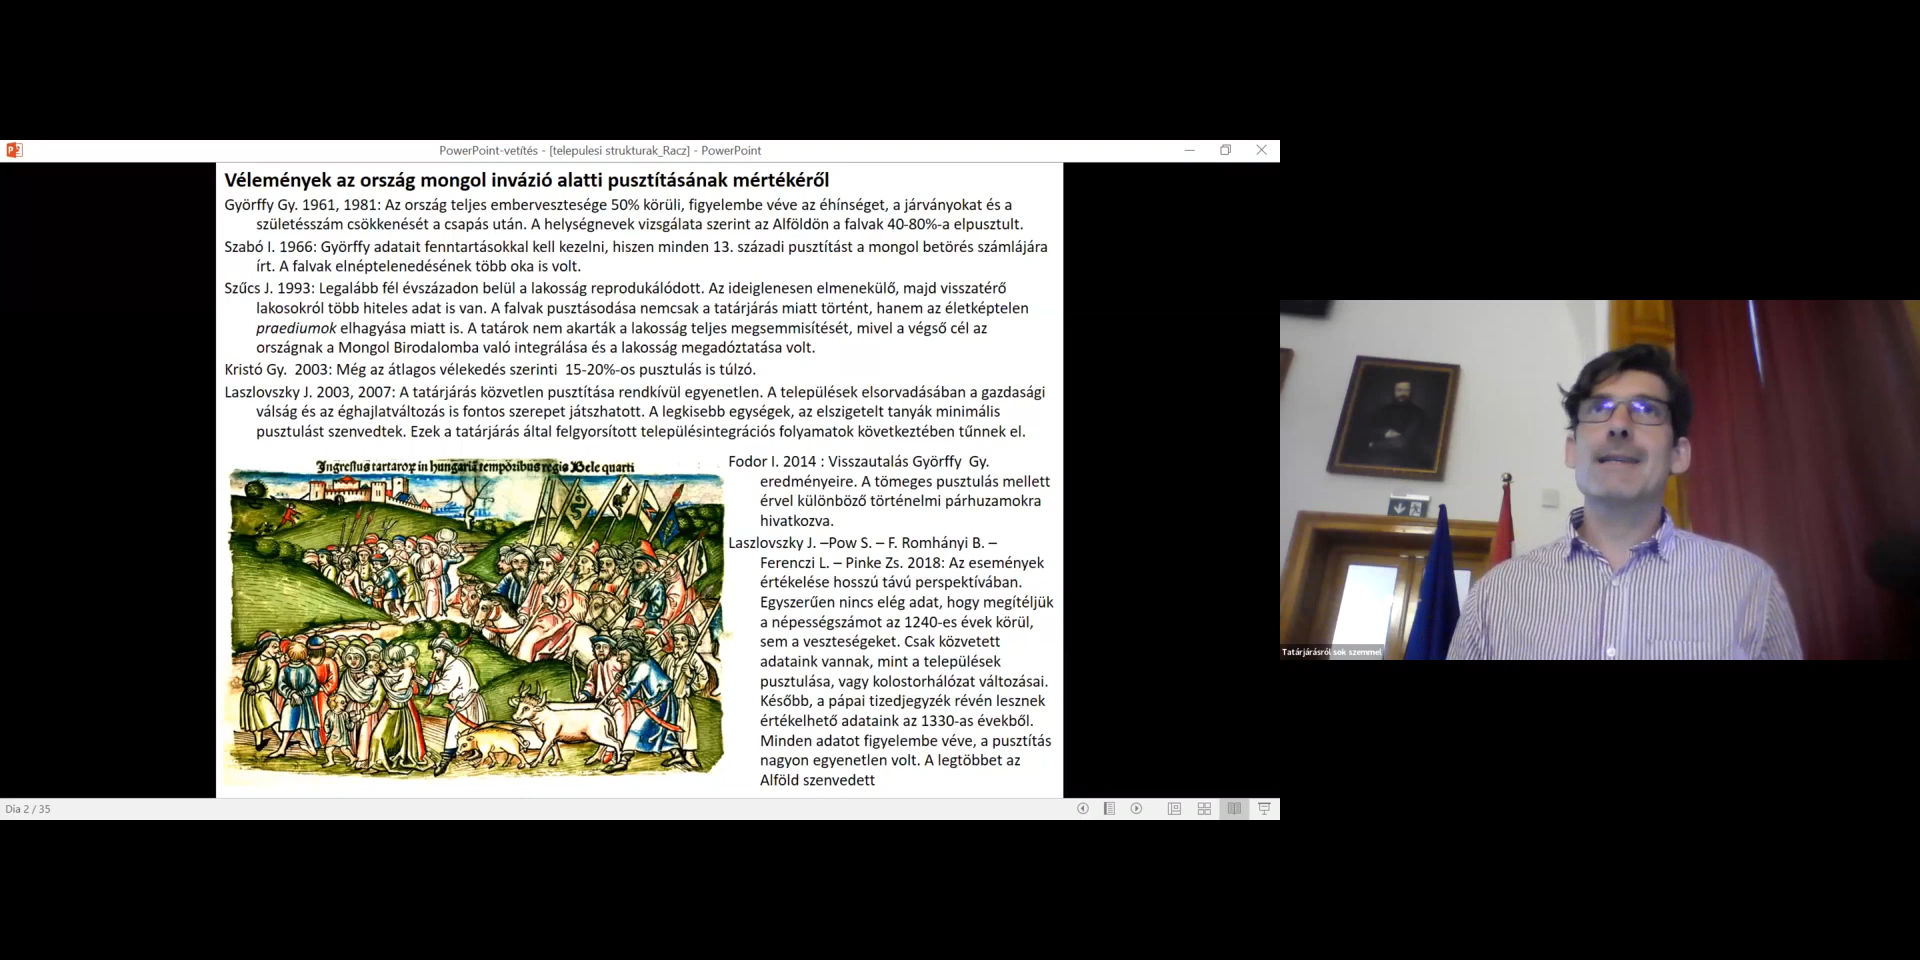 PowerPoint-vetítés - [telepulesi strukturak_Racz] - PowerPoint
Vélemények az ország mongol invázió alatti pusztításának mértékéről
Györffy Gy. 1961, 1981: Az ország teljes embervesztesége 50% körüli, figyelembe véve az éhínséget, a járványokat és a
születésszám csökkenését a csapás után. A helységnevek vizsgálata szerint az Alföldön a falvak 40-80%-a elpusztult.
Szabó I. 1966: Györffy adatait fenntartásokkal kell kezelni, hiszen minden 13. századi pusztítást a mongol betörés számlájára
írt. A falvak elnéptelenedésének több oka is volt.
Szűcs J. 1993: Legalább fél évszázadon belül a lakosság reprodukálódott. Az ideiglenesen elmenekülő, majd visszatérő
lakosokról több hiteles adat is van. A falvak pusztásodása nemcsak a tatárjárás miatt történt, hanem az életképtelen
praediumok elhagyása miatt is. A tatárok nem akarták a lakosság teljes megsemmisítését, mivel a végső cél az
országnak a Mongol Birodalomba való integrálása és a lakosság megadóztatása volt.
Kristó Gy. 2003: Még az átlagos vélekedés szerinti 15-20%-os pusztulás is túlzó.
Laszlovszky J. 2003, 2007: A tatárjárás közvetlen pusztítása rendkívül egyenetlen. A települések elsorvadásában a gazdasági
válság és az éghajlatváltozás is fontos szerepet játszhatott. A legkisebb egységek, az elszigetelt tanyák minimális
pusztulást szenvedtek. Ezek a tatárjárás által felgyorsított településintegrációs folyamatok következtében tűnnek el.
Ingressus tartarorum in hungariā temporibus regis Bele quarti
Fodor I. 2014 : Visszautalás Györffy Gy.
eredményeire. A tömeges pusztulás mellett
érvel különböző történelmi párhuzamokra
hivatkozva.
Laszlovszky J. –Pow S. – F. Romhányi B. –
Ferenczi L. – Pinke Zs. 2018: Az események
értékelése hosszú távú perspektívában.
Egyszerűen nincs elég adat, hogy megítéljük
a népességszámot az 1240-es évek körül,
sem a veszteségeket. Csak közvetett
adataink vannak, mint a települések
pusztulása, vagy kolostorhálózat változásai.
Később, a pápai tizedjegyzék révén lesznek
értékelhető adataink az 1330-as évekből.
Minden adatot figyelembe véve, a pusztítás
nagyon egyenetlen volt. A legtöbbet az
Alföld szenvedett
Dia 2 / 35
Tatárjárásról sok szemmel